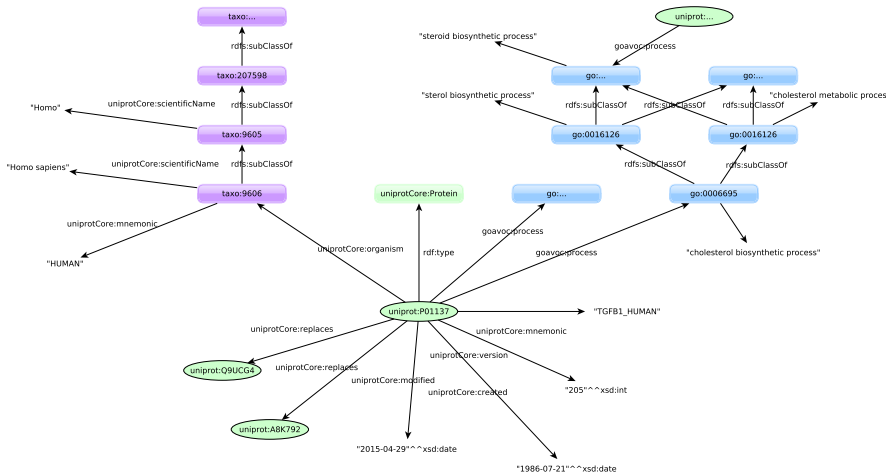 taxo:...
uniprot:...
"steroid biosynthetic process"
rdfs:subClassOf
goavoc:process
taxo:207598
go:...
go:...
"Homo"
uniprotCore:scientificName
rdfs:subClassOf
"sterol biosynthetic process"
rdfs:subClassOf
rdfs:subClassOf
rdfs:subClassOf
"cholesterol metabolic proce
taxo:9605
go:0016126
go:0016126
"Homo sapiens"
uniprotCore:scientificName
rdfs:subClassOf
rdfs:subClassOf
rdfs:subClassOf
taxo:9606
uniprotCore:Protein
go:...
go:0006695
uniprotCore:mnemonic
uniprotCore:organism
rdf:type
goavoc:process
goavoc:process
"cholesterol biosynthetic process"
"HUMAN"
uniprot:P01137
"TGFB1_HUMAN"
uniprotCore:replaces
uniprotCore:mnemonic
uniprotCore:version
uniprot:Q9UCG4
uniprotCore:replaces
uniprotCore:modified
uniprotCore:created
"205"^^xsd:int
uniprot:A8K792
"2015-04-29"^^xsd:date
"1986-07-21"^^xsd:date